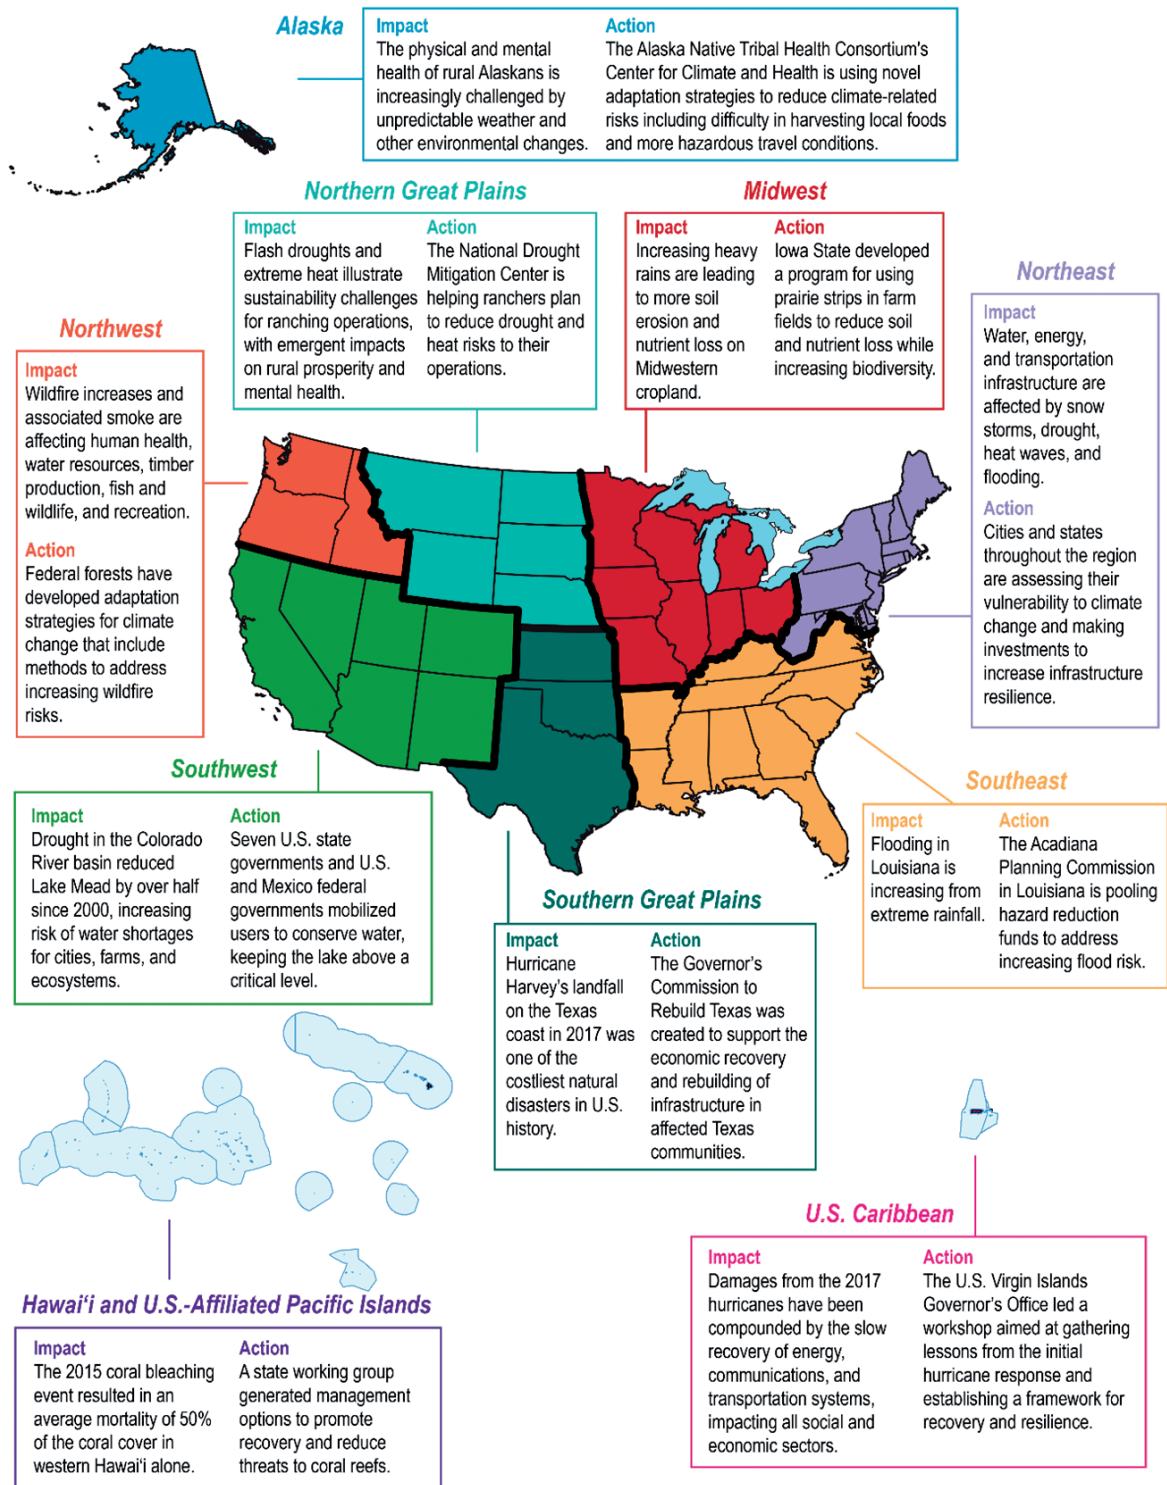 Alaska
Impact
The physical and mental
health of rural Alaskans is
increasingly challenged by
unpredictable weather and
other environmental changes.
Action
The Alaska Native Tribal Health Consortium's
Center for Climate and Health is using novel
adaptation strategies to reduce climate-related
risks including difficulty in harvesting local foods
and more hazardous travel conditions.
Northern Great Plains
Impact
Flash droughts and
extreme heat illustrate
sustainability challenges
for ranching operations,
with emergent impacts
on rural prosperity and
mental health.
Action
The National Drought
Mitigation Center is
helping ranchers plan
to reduce drought and
heat risks to their
operations.
Midwest
Impact
Increasing heavy
rains are leading
to more soil
erosion and
nutrient loss on
Midwestern
cropland.
Action
Iowa State developed
a program for using
prairie strips in farm
fields to reduce soil
and nutrient loss while
increasing biodiversity.
Northeast
Impact
Water, energy,
and transportation
infrastructure are
affected by snow
storms, drought,
heat waves, and
flooding.
Action
Cities and states
throughout the region
are assessing their
vulnerability to climate
change and making
investments to
increase infrastructure
resilience.
Northwest
Impact
Wildfire increases and
associated smoke are
affecting human health,
water resources, timber
production, fish and
wildlife, and recreation.
Action
Federal forests have
developed adaptation
strategies for climate
change that include
methods to address
increasing wildfire
risks.
Southwest
Impact
Drought in the Colorado
River basin reduced
Lake Mead by over half
since 2000, increasing
risk of water shortages
for cities, farms, and
ecosystems.
Action
Seven U.S. state
governments and U.S.
and Mexico federal
governments mobilized
users to conserve water,
keeping the lake above a
critical level.
Southeast
Impact
Flooding in
Louisiana is
increasing from
extreme rainfall.
Action
The Acadiana
Planning Commission
in Louisiana is pooling
hazard reduction
funds to address
increasing flood risk.
Southern Great Plains
Impact
Hurricane
Harvey’s landfall
on the Texas
coast in 2017 was
one of the
costliest natural
disasters in U.S.
history.
Action
The Governor’s
Commission to
Rebuild Texas was
created to support the
economic recovery
and rebuilding of
infrastructure in
affected Texas
communities.
Hawai‘i and U.S.-Affiliated Pacific Islands
Impact
The 2015 coral bleaching
event resulted in an
average mortality of 50%
of the coral cover in
western Hawai‘i alone.
Action
A state working group
generated management
options to promote
recovery and reduce
threats to coral reefs.
U.S. Caribbean
Impact
Damages from the 2017
hurricanes have been
compounded by the slow
recovery of energy,
communications, and
transportation systems,
impacting all social and
economic sectors.
Action
The U.S. Virgin Islands
Governor’s Office led a
workshop aimed at gathering
lessons from the initial
hurricane response and
establishing a framework for
recovery and resilience.